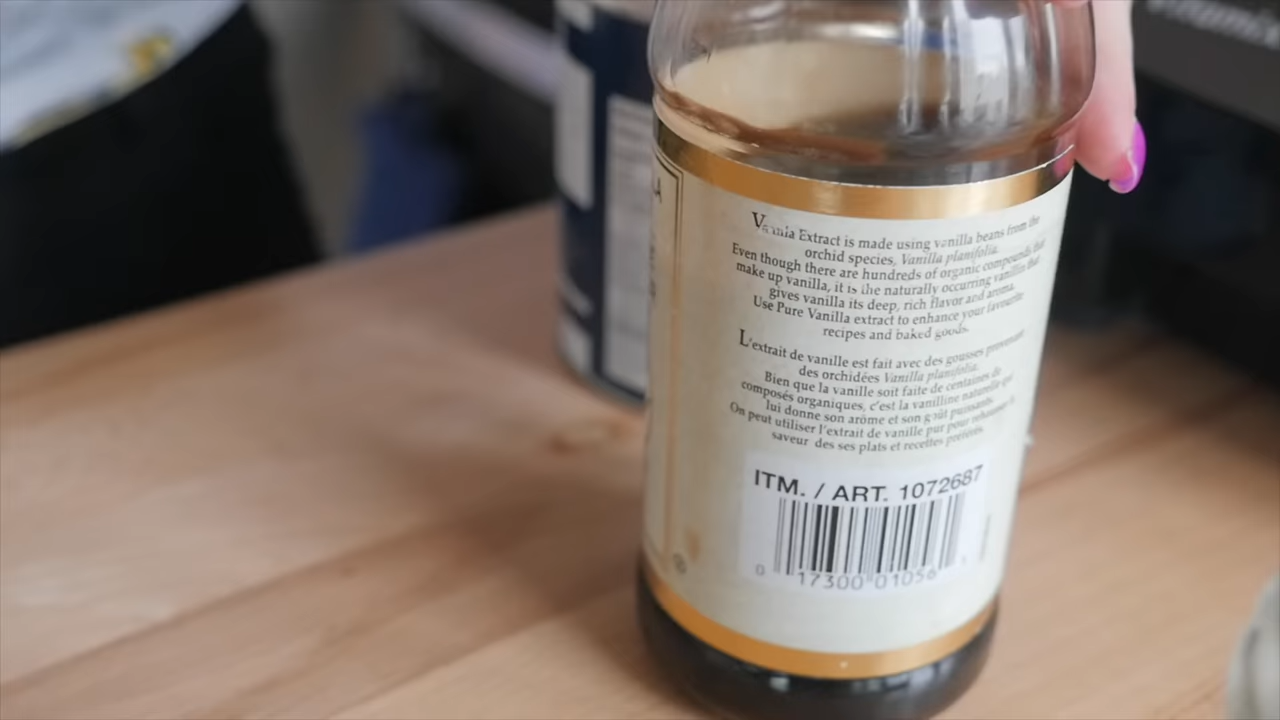 Vitamix
Vanilla Extract is made using vanilla beans from the
orchid species, Vanilla planifolia.
Even though there are hundreds of organic compounds that
make up vanilla, it is the naturally occurring vanillin that
gives vanilla its deep, rich flavor and aroma.
Use Pure Vanilla extract to enhance your favourite
recipes and baked goods.
L'extrait de vanille est fait avec des gousses provenant
des orchidées Vanilla planifolia.
Bien que la vanille soit faite de centaines de
composés organiques, c'est la vanilline naturelle qui
lui donne son arôme et son goût puissants.
On peut utiliser l'extrait de vanille pur pour rehausser la
saveur des ses plats et recettes préférés.
ITM. / ART. 1072687
0 17300 01056